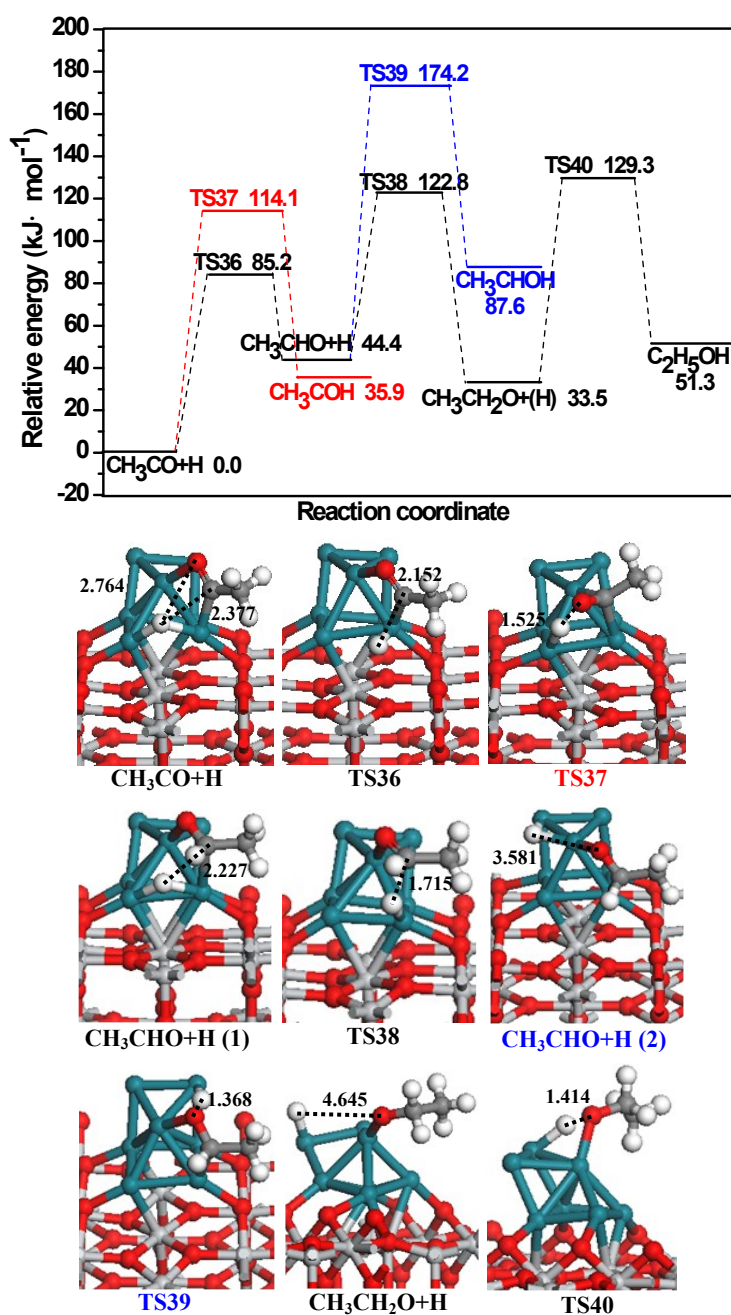 200
180
160
140
120
100
80
60
40
20
0
-20
Relative energy (kJ· mol⁻¹)
TS39 174.2
TS40 129.3
TS38 122.8
TS37 114.1
TS36 85.2
CH₃CHOH
87.6
CH₃CHO+H 44.4
CH₃COH 35.9
CH₃CH₂O+(H) 33.5
C₂H₅OH
51.3
CH₃CO+H 0.0
Reaction coordinate
2.764
2.377
2.152
1.525
CH₃CO+H
TS36
TS37
2.227
1.715
3.581
CH₃CHO+H (1)
TS38
CH₃CHO+H (2)
1.368
4.645
1.414
TS39
CH₃CH₂O+H
TS40